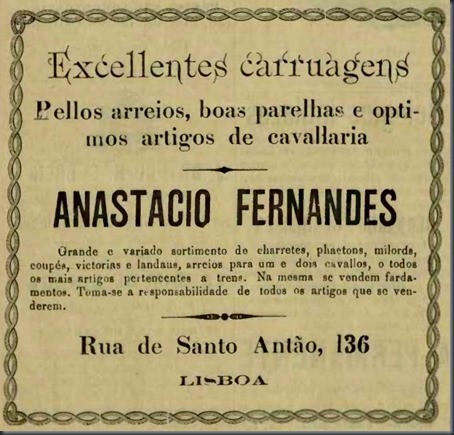 Excellentes carruagens
Bellos arreios, boas parelhas e opti-
mos artigos de cavallaria
ANASTACIO FERNANDES
Grande e variado sortimento de charretes, phaetons, milords,
coupés, victorias e landaus, arreios para um e dois cavallos, o todos
os mais artigos pertencentes a trens. Na mesma se vendem farda-
mentos. Toma-se a responsabilidade de todos os artigos que se ven-
derem.
Rua de Santo Antão, 136
LISBOA